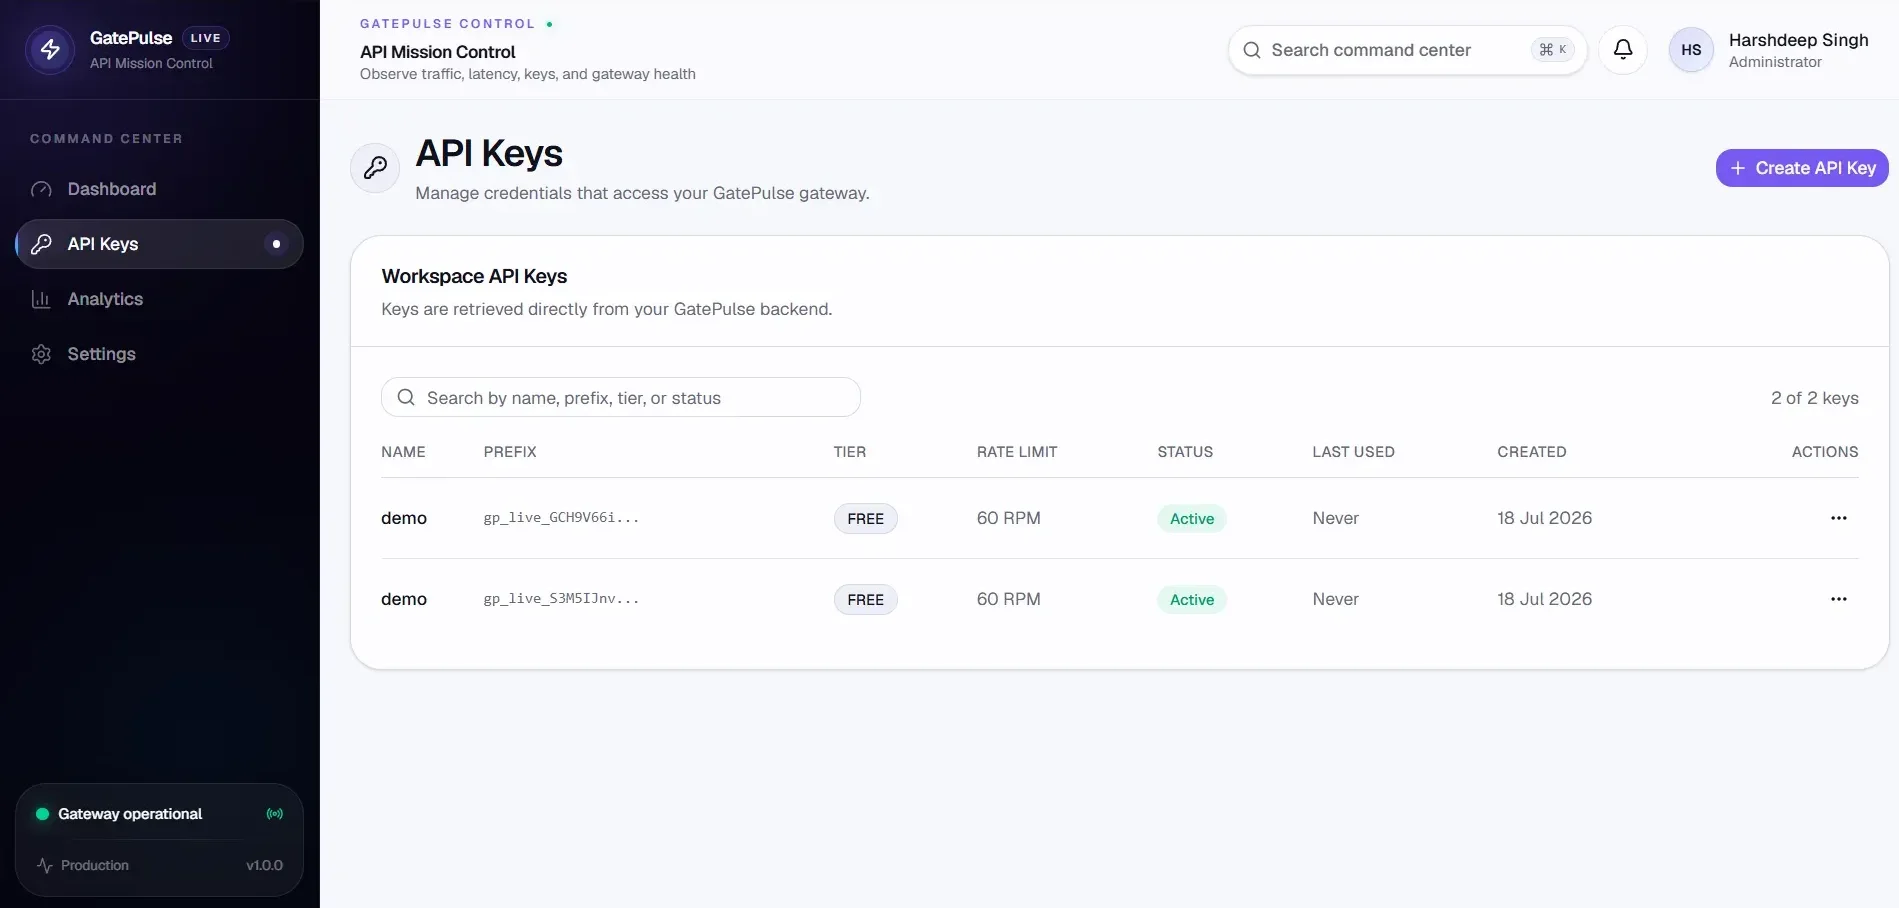 GatePulse LIVE
API Mission Control
COMMAND CENTER
Dashboard
API Keys
Analytics
Settings
Gateway operational
Production v1.0.0
GATEPULSE CONTROL
API Mission Control
Observe traffic, latency, keys, and gateway health
Search command center ⌘ K
HS
Harshdeep Singh
Administrator
API Keys
Manage credentials that access your GatePulse gateway.
+ Create API Key
Workspace API Keys
Keys are retrieved directly from your GatePulse backend.
Search by name, prefix, tier, or status
2 of 2 keys
NAME PREFIX TIER RATE LIMIT STATUS LAST USED CREATED ACTIONS
demo gp_live_GCH9V66i... FREE 60 RPM Active Never 18 Jul 2026
demo gp_live_S3M5IJnv... FREE 60 RPM Active Never 18 Jul 2026